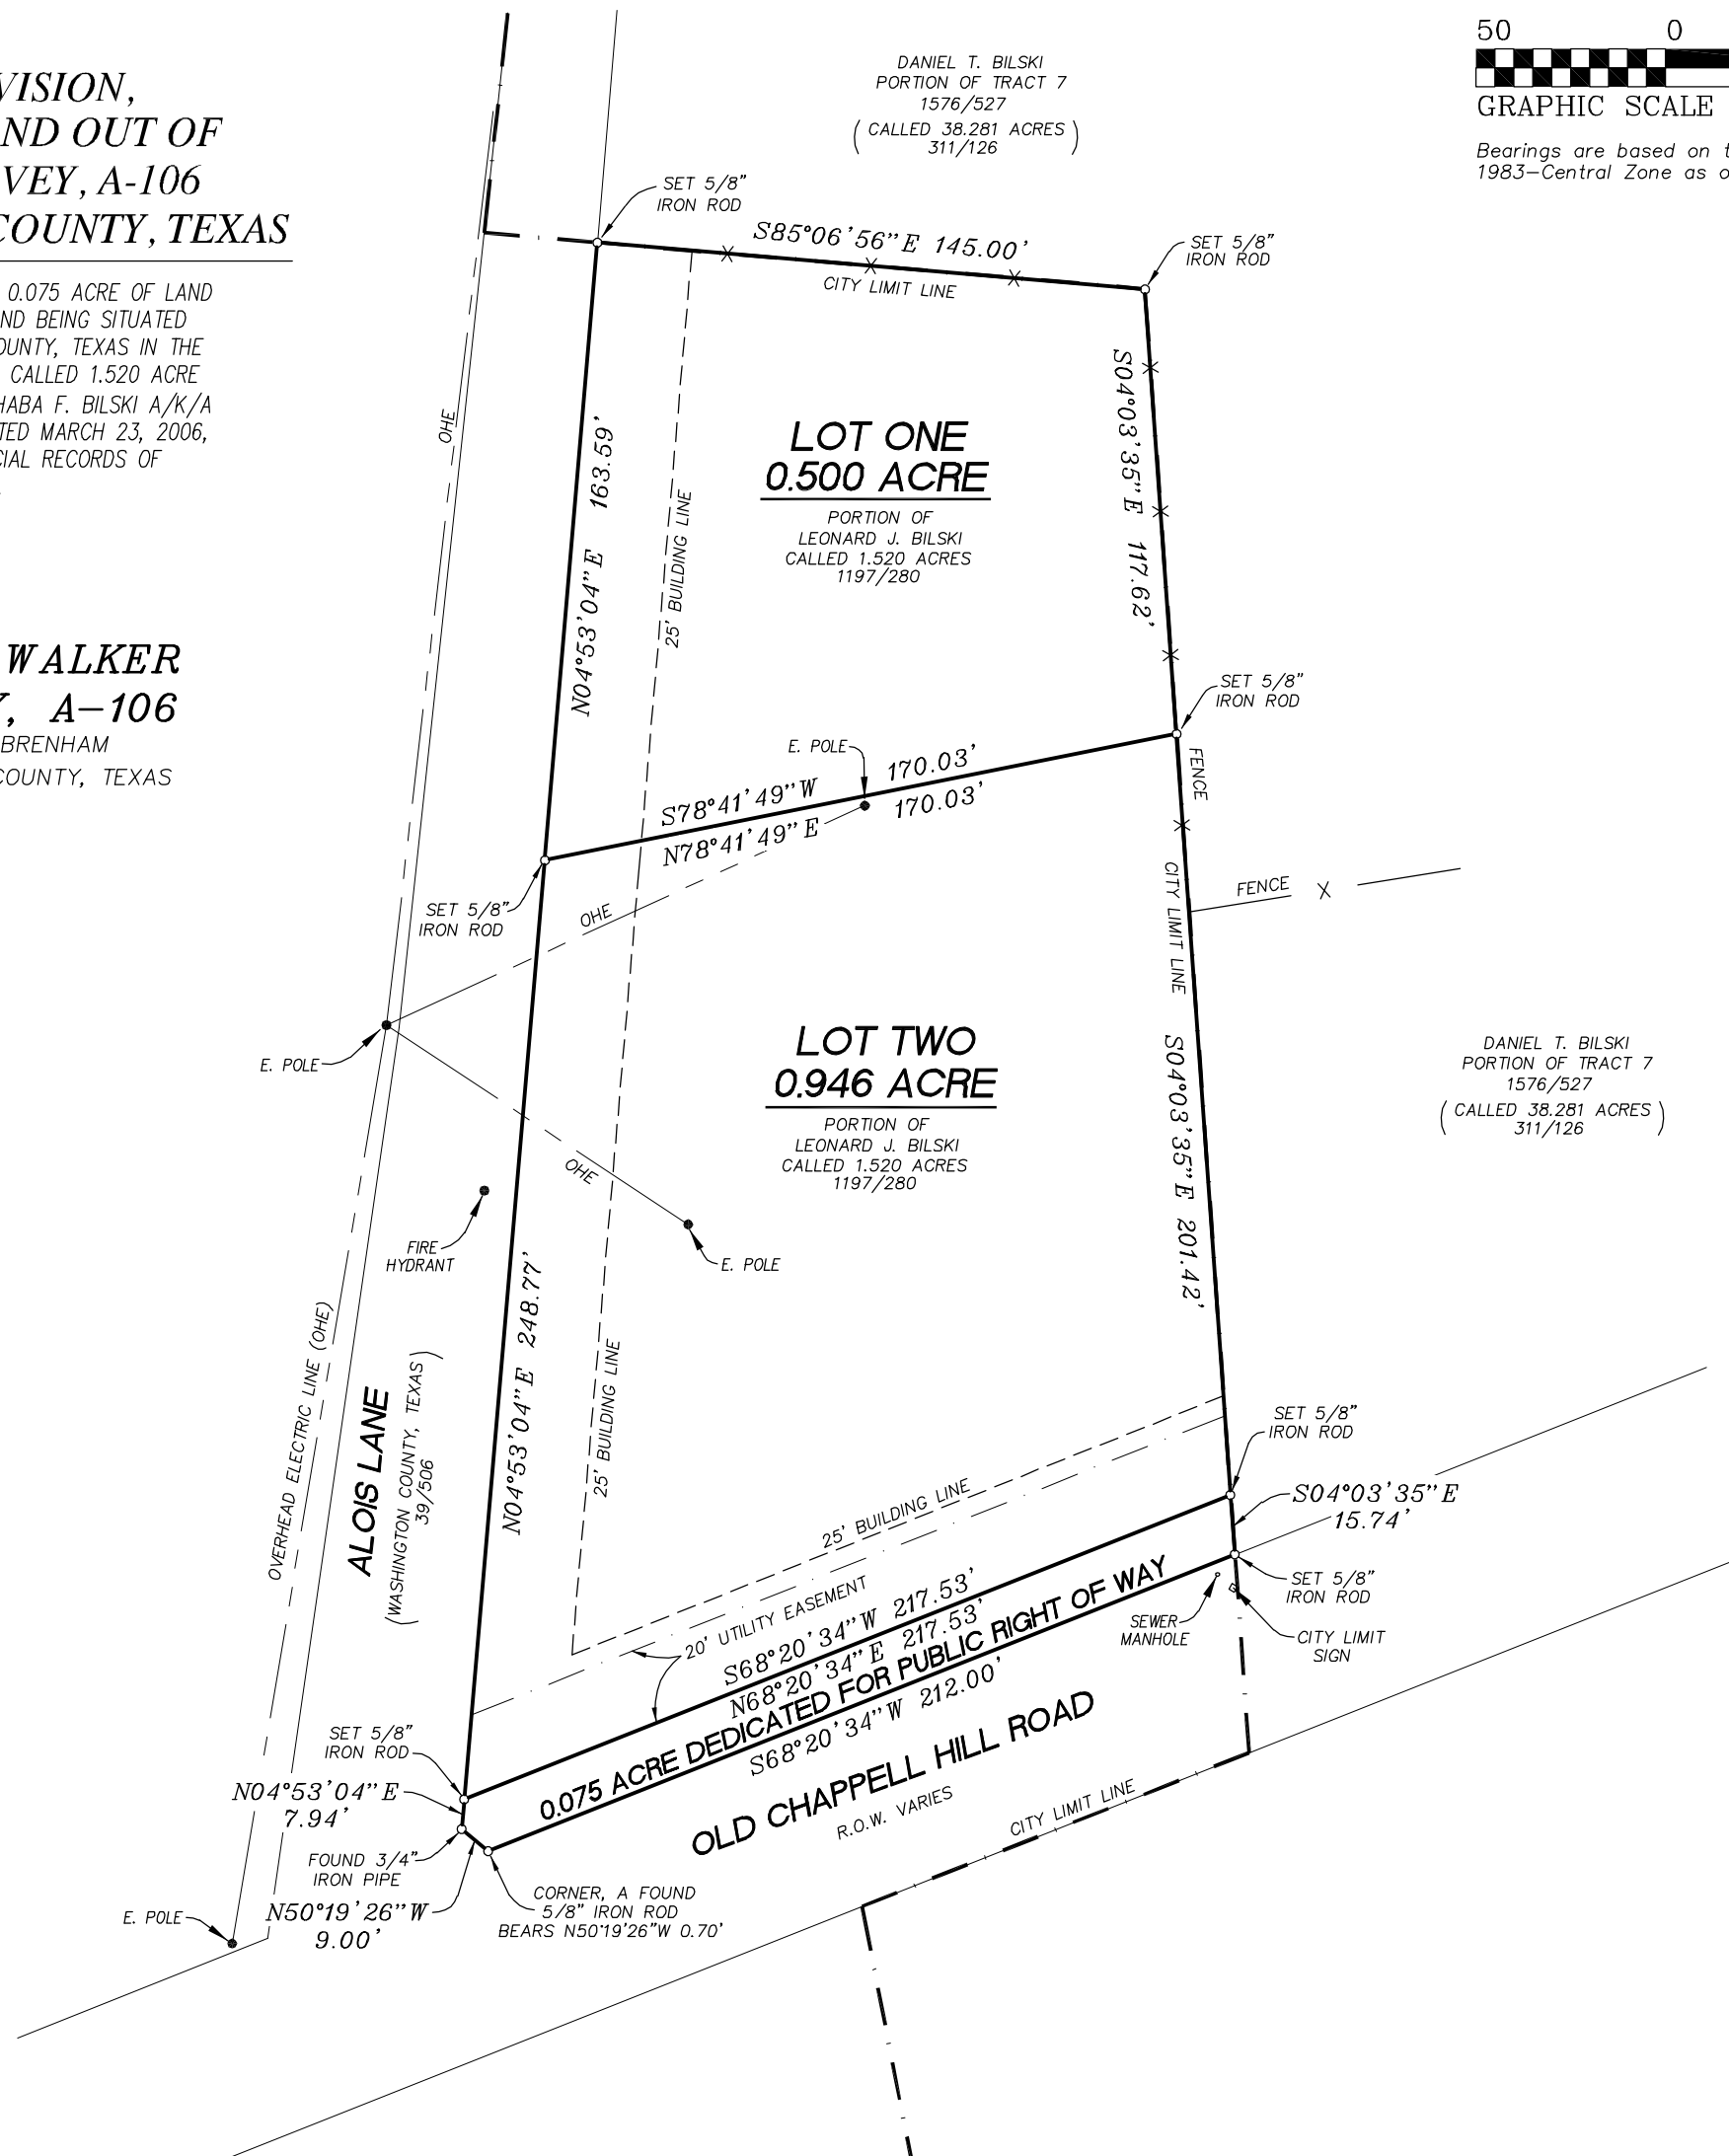 VISION,
AND OUT OF
VEY, A-106
COUNTY, TEXAS
0.075 ACRE OF LAND
ND BEING SITUATED
OUNTY, TEXAS IN THE
CALLED 1.520 ACRE
HABA F. BILSKI A/K/A
TED MARCH 23, 2006,
CIAL RECORDS OF
WALKER
Y, A-106
BRENHAM
COUNTY, TEXAS
50 0
GRAPHIC SCALE
Bearings are based on t
1983-Central Zone as o
DANIEL T. BILSKI
PORTION OF TRACT 7
1576/527
( CALLED 38.281 ACRES )
311/126
SET 5/8"
IRON ROD
S85°06'56"E 145.00'
CITY LIMIT LINE
SET 5/8"
IRON ROD
OHE
N04°53'04"E 163.59'
25' BUILDING LINE
LOT ONE
0.500 ACRE
PORTION OF
LEONARD J. BILSKI
CALLED 1.520 ACRES
1197/280
S04°03'35"E 117.62'
SET 5/8"
IRON ROD
E. POLE
S78°41'49"W 170.03'
N78°41'49"E 170.03'
FENCE
SET 5/8"
IRON ROD
OHE
CITY LIMIT LINE
FENCE X
E. POLE
LOT TWO
0.946 ACRE
PORTION OF
LEONARD J. BILSKI
CALLED 1.520 ACRES
1197/280
S04°03'35"E 201.42'
DANIEL T. BILSKI
PORTION OF TRACT 7
1576/527
( CALLED 38.281 ACRES )
311/126
OHE
FIRE
HYDRANT
E. POLE
N04°53'04"E 248.77'
25' BUILDING LINE
OVERHEAD ELECTRIC LINE (OHE)
ALOIS LANE
(WASHINGTON COUNTY, TEXAS)
39/506
SET 5/8"
IRON ROD
25' BUILDING LINE
20' UTILITY EASEMENT
S04°03'35"E
15.74'
S68°20'34"W 217.53'
N68°20'34"E 217.53'
0.075 ACRE DEDICATED FOR PUBLIC RIGHT OF WAY
S68°20'34"W 212.00'
SET 5/8"
IRON ROD
SEWER
MANHOLE
CITY LIMIT
SIGN
OLD CHAPPELL HILL ROAD
R.O.W. VARIES
CITY LIMIT LINE
SET 5/8"
IRON ROD
N04°53'04"E
7.94'
FOUND 3/4"
IRON PIPE
N50°19'26"W
9.00'
CORNER, A FOUND
5/8" IRON ROD
BEARS N50°19'26"W 0.70'
E. POLE